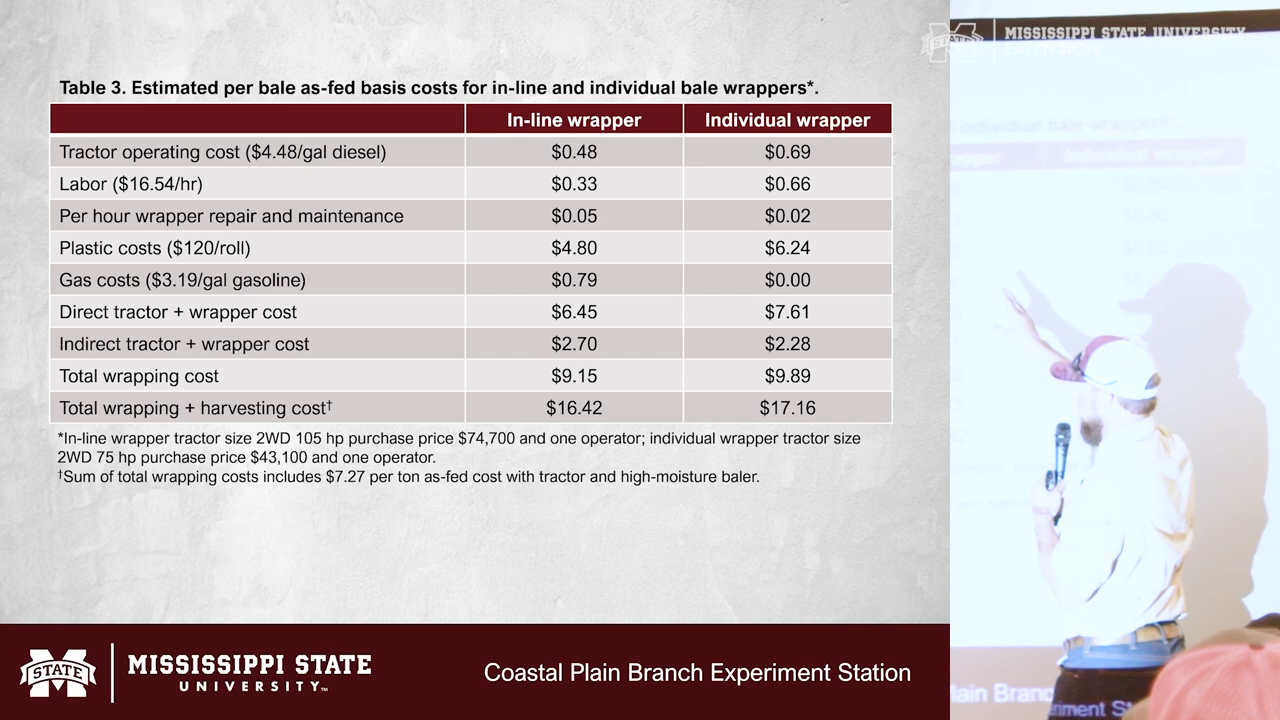 Table 3. Estimated per bale as-fed basis costs for in-line and individual bale wrappers*.
In-line wrapper Individual wrapper
Tractor operating cost ($4.48/gal diesel) $0.48 $0.69
Labor ($16.54/hr) $0.33 $0.66
Per hour wrapper repair and maintenance $0.05 $0.02
Plastic costs ($120/roll) $4.80 $6.24
Gas costs ($3.19/gal gasoline) $0.79 $0.00
Direct tractor + wrapper cost $6.45 $7.61
Indirect tractor + wrapper cost $2.70 $2.28
Total wrapping cost $9.15 $9.89
Total wrapping + harvesting cost† $16.42 $17.16
*In-line wrapper tractor size 2WD 105 hp purchase price $74,700 and one operator; individual wrapper tractor size
2WD 75 hp purchase price $43,100 and one operator.
†Sum of total wrapping costs includes $7.27 per ton as-fed cost with tractor and high-moisture baler.
STATE
MISSISSIPPI STATE
UNIVERSITY™
Coastal Plain Branch Experiment Station
STATE
MISSISSIPPI STATE UNIVERSITY
EXTENSION
individual bale wrappers*.
Individual wrapper